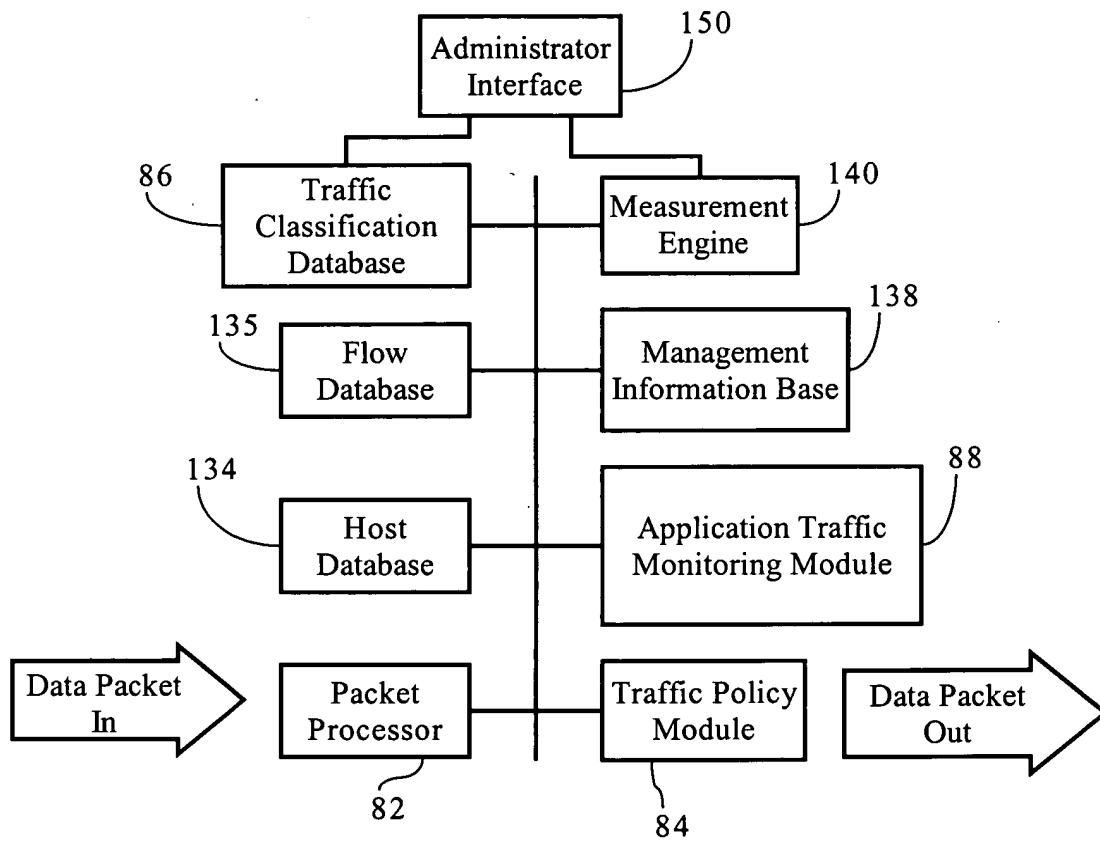 Administrator
Interface
150
86
Traffic
Classification
Database
Measurement
Engine
140
135
Flow
Database
Management
Information Base
138
134
Host
Database
Application Traffic
Monitoring Module
88
Data Packet
In
Packet
Processor
Traffic Policy
Module
Data Packet
Out
82
84